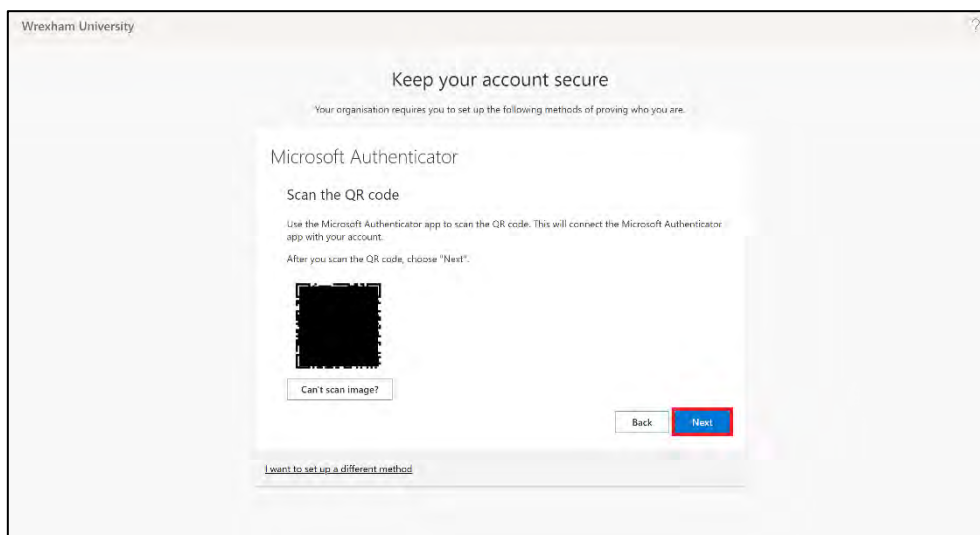 Wrexham University
?
Keep your account secure
Your organisation requires you to set up the following methods of proving who you are.
Microsoft Authenticator
Scan the QR code
Use the Microsoft Authenticator app to scan the QR code. This will connect the Microsoft Authenticator
app with your account.
After you scan the QR code, choose "Next".
Can't scan image?
Back Next
I want to set up a different method